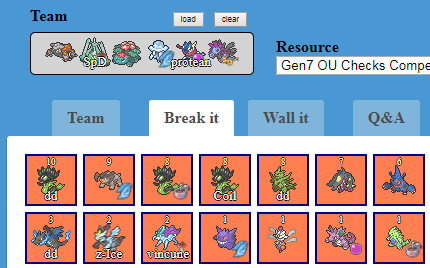 Team load clear
SpD protean
Resource
Gen7 OU Checks Compe
Team Break it Wall it Q&A
10 9 8 8 8 7 6
dd Coil dd
3 2 2 1 1 1 1
dd z-Ice vincune